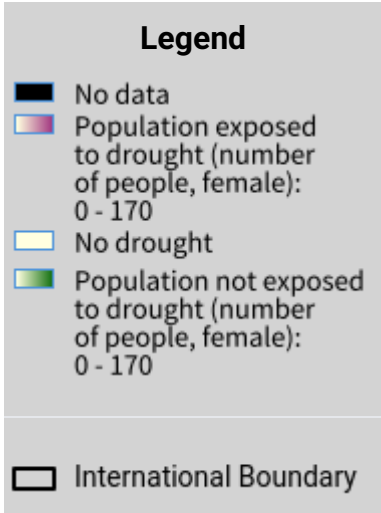 Legend
No data
Population exposed
to drought (number
of people, female):
0 - 170
No drought
Population not exposed
to drought (number
of people, female):
0 - 170
International Boundary